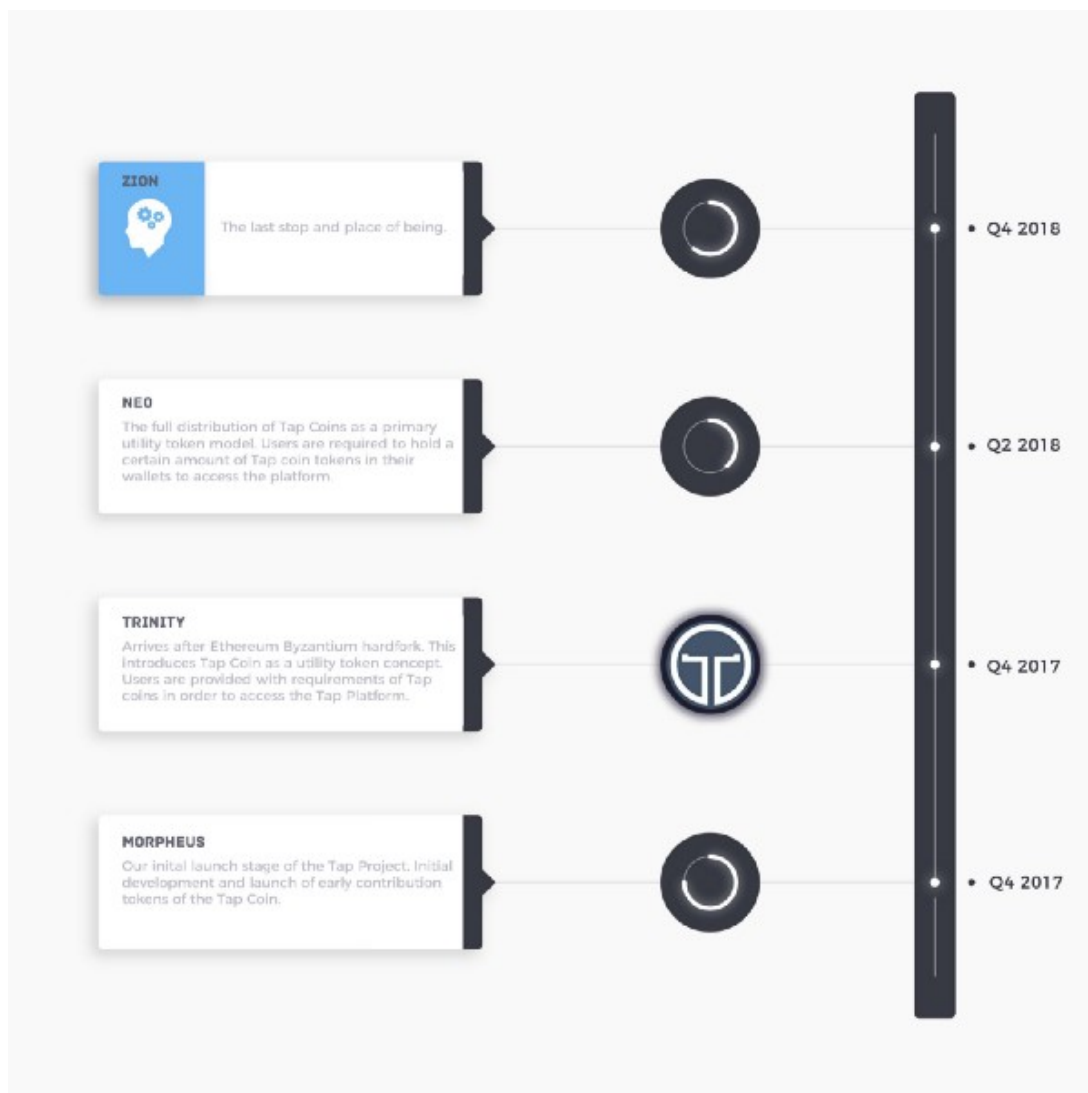 ZION
The last stop and place of being.
Q4 2018
NEO
The full distribution of Tap Coins as a primary
utility token model. Users are required to hold a
certain amount of Tap coin tokens in their
wallets to access the platform.
Q2 2018
TRINITY
Arrives after Ethereum Byzantium hardfork. This
introduces Tap Coin as a utility token concept.
Users are provided with requirements of Tap
coins in order to access the Tap Platform.
Q4 2017
MORPHEUS
Our inital launch stage of the Tap Project. Initial
development and launch of early contribution
tokens of the Tap Coin.
Q4 2017